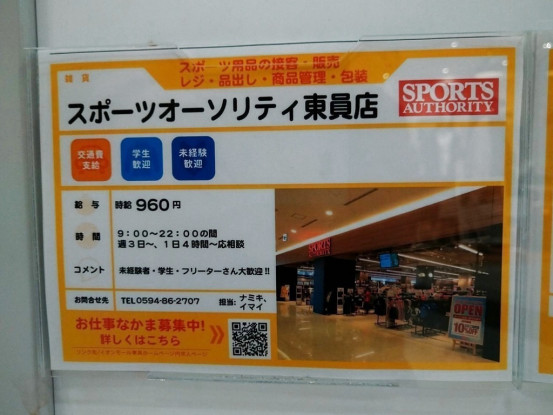 雑貨
スポーツ用品の接客・販売
レジ・品出し・商品管理・包装
スポーツオーソリティ東員店
SPORTS
AUTHORITY
交通費
支給
学生
歓迎
未経験
歓迎
給与 時給 960 円
時間 9:00〜22:00の間
週3日〜、1日4時間〜応相談
コメント 未経験者・学生・フリーターさん大歓迎!!
お問合せ先 TEL0594-86-2707 担当: ナミキ、
イマイ
お仕事なかま募集中!
詳しくはこちら
SPORTS
OPEN
10%